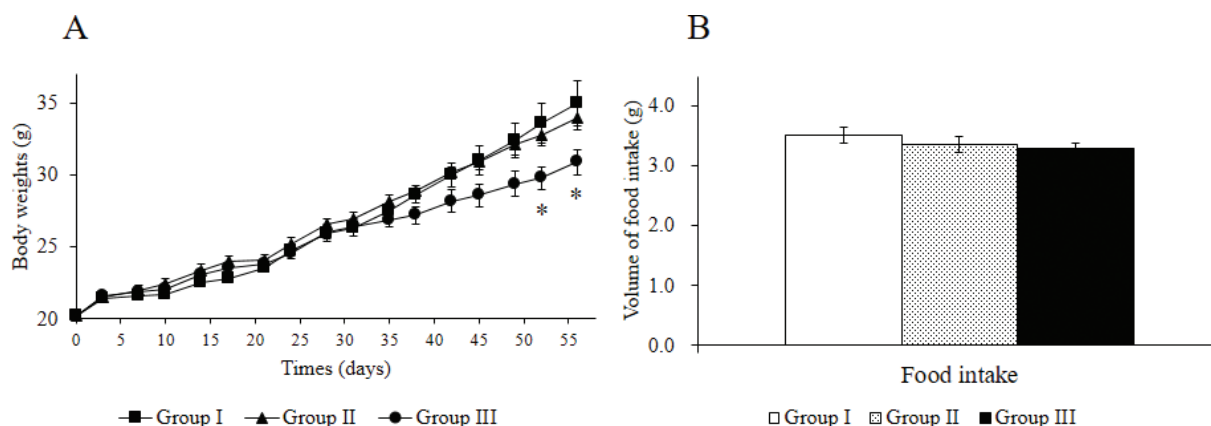 A
Body weights (g)
35
30
25
20
0 5 10 15 20 25 30 35 40 45 50 55
*
*
Times (days)
Group I Group II Group III
B
Volume of food intake (g)
4.0
3.0
2.0
1.0
0.0
Food intake
Group I Group II Group III